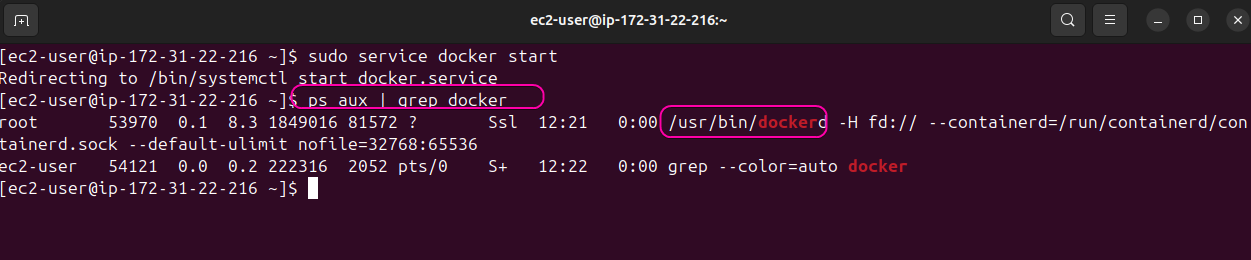 ec2-user@ip-172-31-22-216:~
[ec2-user@ip-172-31-22-216 ~]$ sudo service docker start
Redirecting to /bin/systemctl start docker.service
[ec2-user@ip-172-31-22-216 ~]$ ps aux | grep docker
root       53970  0.1  8.3 1849016 81572 ?       Ssl  12:21   0:00 /usr/bin/dockerd -H fd:// --containerd=/run/containerd/con
tainerd.sock --default-ulimit nofile=32768:65536
ec2-user   54121  0.0  0.2 222316  2052 pts/0    S+   12:22   0:00 grep --color=auto docker
[ec2-user@ip-172-31-22-216 ~]$